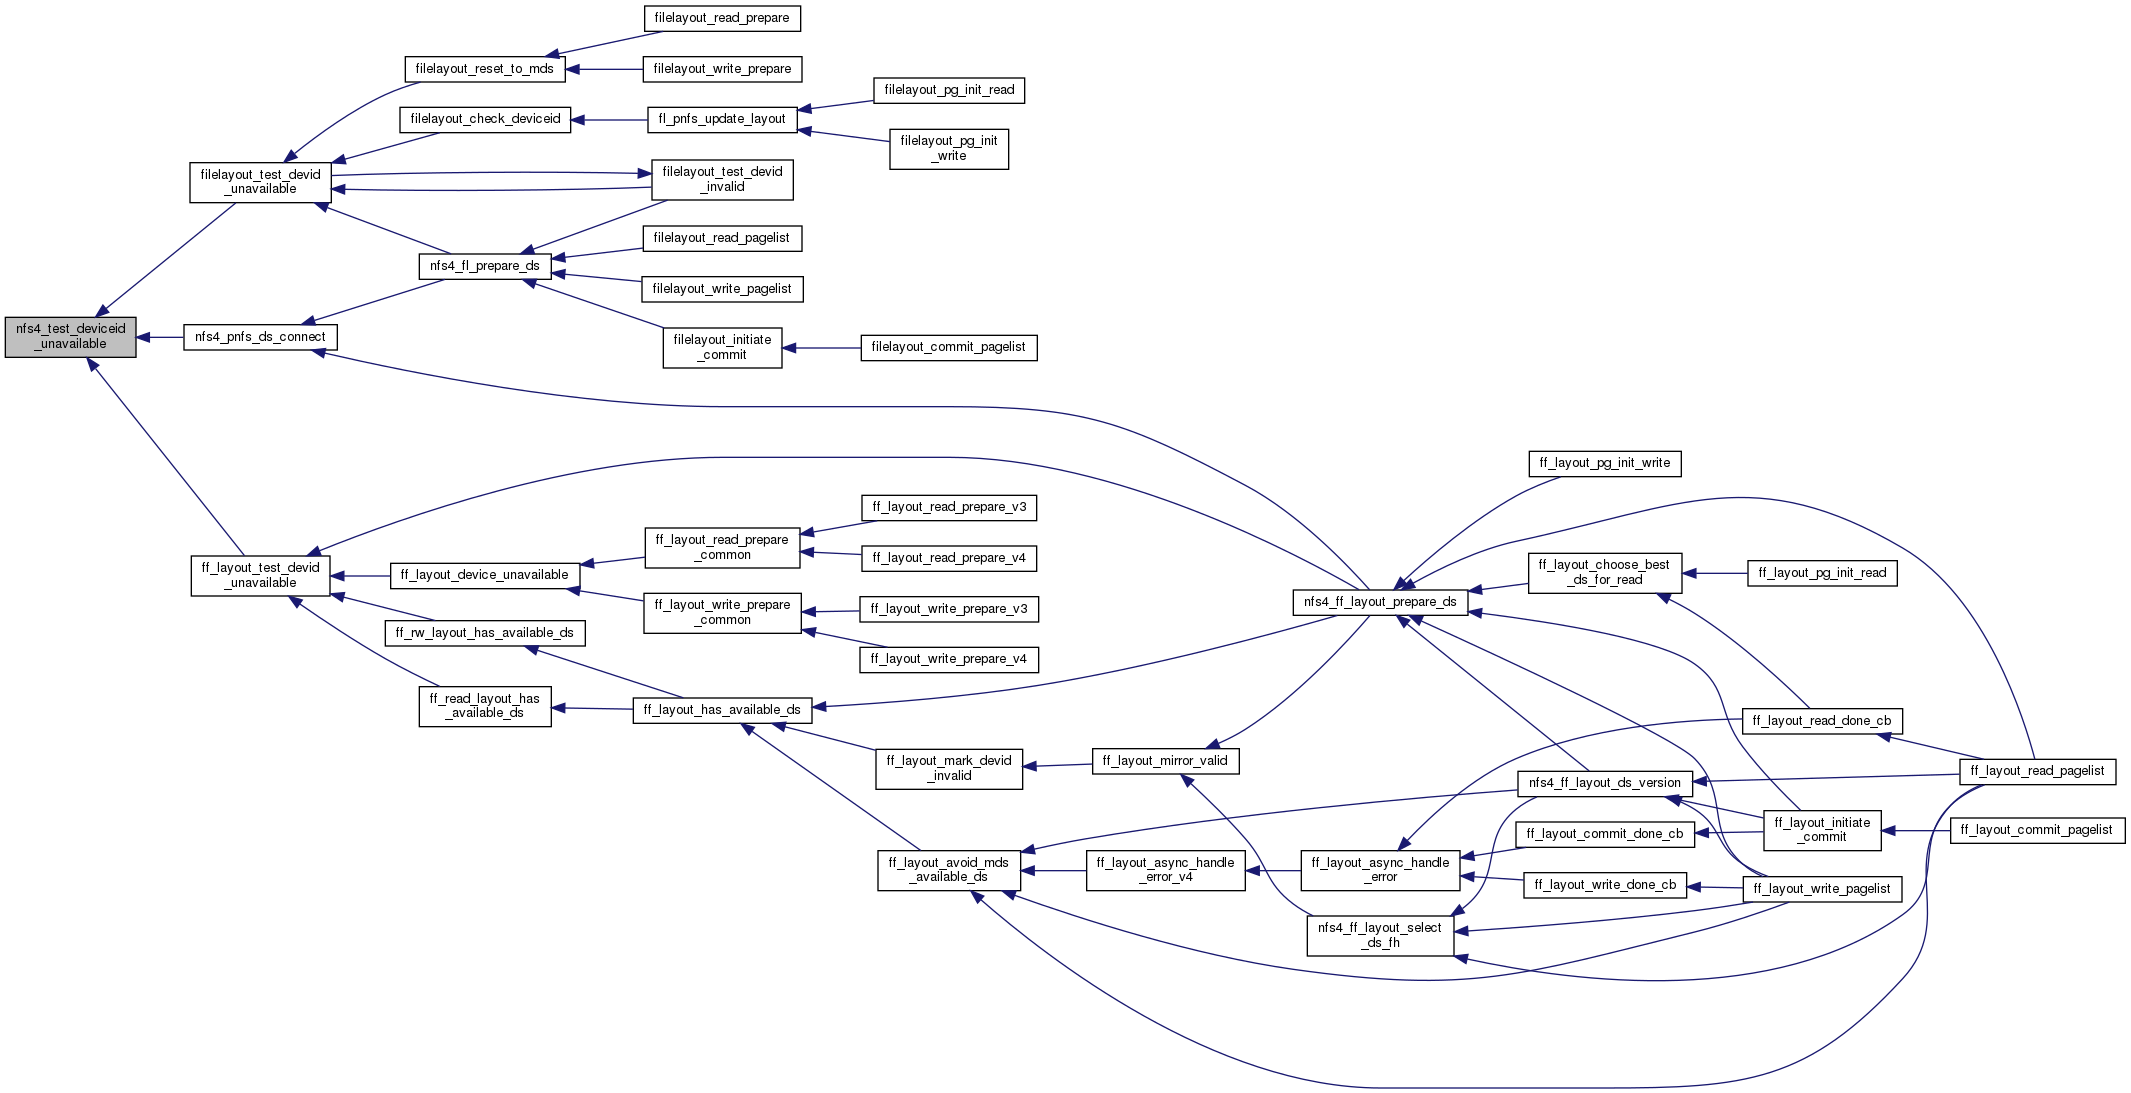 filelayout_read_prepare
filelayout_reset_to_mds
filelayout_write_prepare
filelayout_pg_init_read
filelayout_check_deviceid
fl_pnfs_update_layout
filelayout_pg_init
_write
filelayout_test_devid
_unavailable
filelayout_test_devid
_invalid
filelayout_read_pagelist
nfs4_fl_prepare_ds
filelayout_write_pagelist
nfs4_test_deviceid
_unavailable
nfs4_pnfs_ds_connect
filelayout_initiate
_commit
filelayout_commit_pagelist
ff_layout_pg_init_write
ff_layout_read_prepare_v3
ff_layout_read_prepare
_common
ff_layout_read_prepare_v4
ff_layout_test_devid
_unavailable
ff_layout_device_unavailable
ff_layout_choose_best
_ds_for_read
ff_layout_pg_init_read
ff_layout_write_prepare
_common
ff_layout_write_prepare_v3
nfs4_ff_layout_prepare_ds
ff_rw_layout_has_available_ds
ff_layout_write_prepare_v4
ff_read_layout_has
_available_ds
ff_layout_has_available_ds
ff_layout_read_done_cb
ff_layout_mark_devid
_invalid
ff_layout_mirror_valid
ff_layout_read_pagelist
nfs4_ff_layout_ds_version
ff_layout_initiate
_commit
ff_layout_commit_pagelist
ff_layout_commit_done_cb
ff_layout_avoid_mds
_available_ds
ff_layout_async_handle
_error_v4
ff_layout_async_handle
_error
ff_layout_write_done_cb
ff_layout_write_pagelist
nfs4_ff_layout_select
_ds_fh